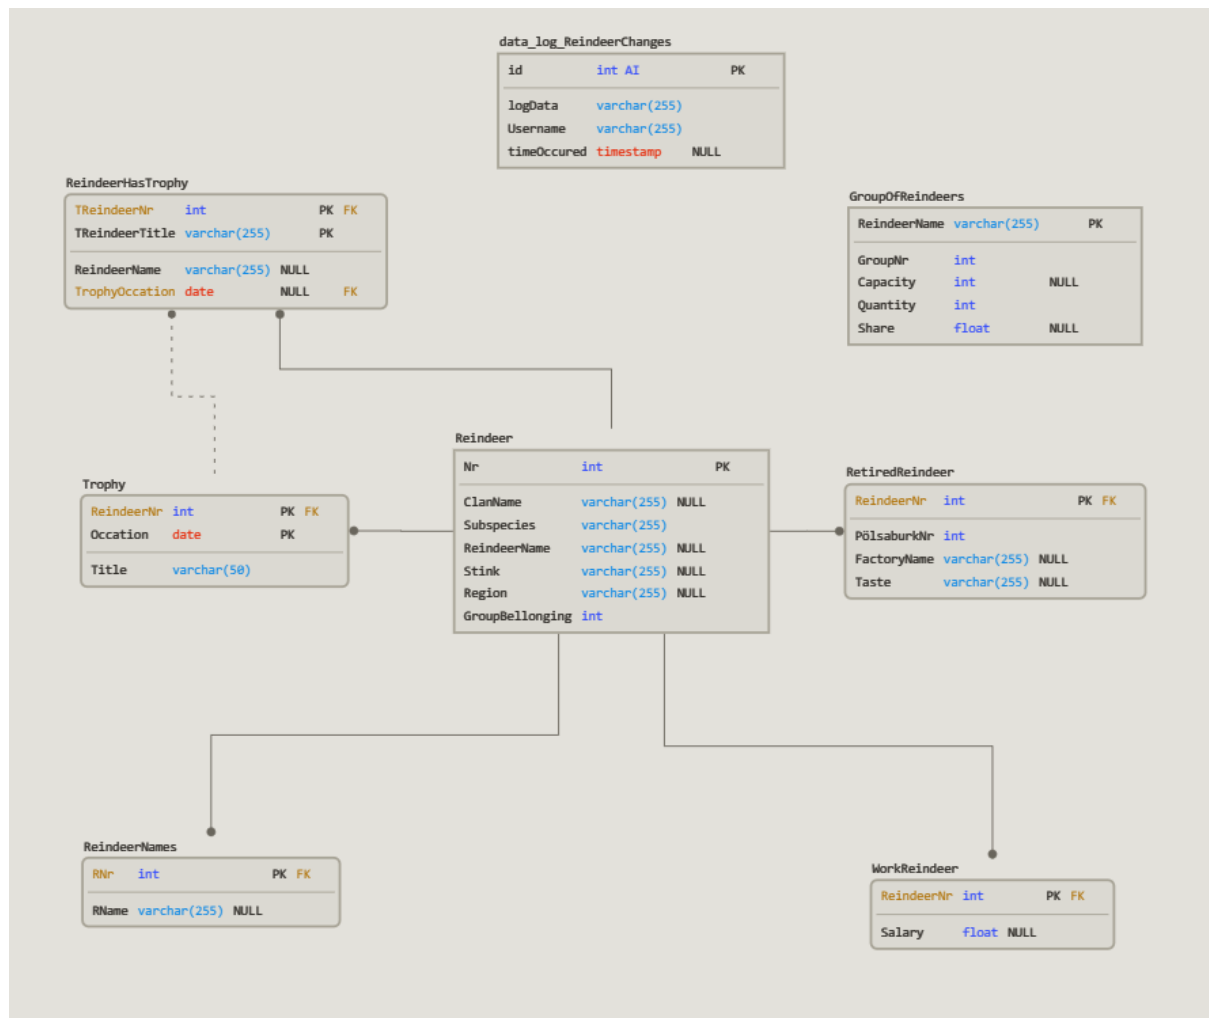 data_log_ReindeerChanges
id int AI PK
logData varchar(255)
Username varchar(255)
timeOccured timestamp NULL
ReindeerHasTrophy
TReindeerNr int PK FK
TReindeerTitle varchar(255) PK
ReindeerName varchar(255) NULL
TrophyOccation date NULL FK
GroupOfReindeers
ReindeerName varchar(255) PK
GroupNr int
Capacity int NULL
Quantity int
Share float NULL
Reindeer
Nr int PK
ClanName varchar(255) NULL
Subspecies varchar(255)
ReindeerName varchar(255) NULL
Stink varchar(255) NULL
Region varchar(255) NULL
GroupBellonging int
Trophy
ReindeerNr int PK FK
Occation date PK
Title varchar(50)
RetiredReindeer
ReindeerNr int PK FK
PölsaburkNr int
FactoryName varchar(255) NULL
Taste varchar(255) NULL
ReindeerNames
RNr int PK FK
RName varchar(255) NULL
WorkReindeer
ReindeerNr int PK FK
Salary float NULL